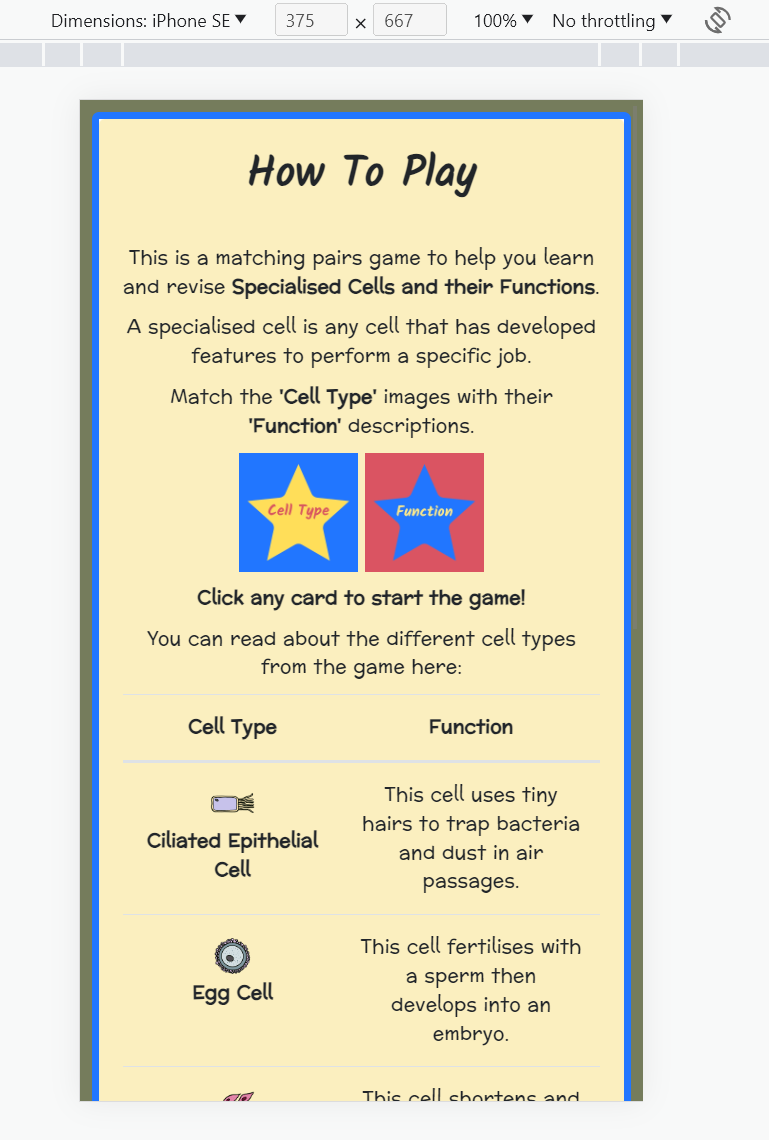 Dimensions: iPhone SE ▼ 375 × 667 100% ▼ No throttling ▼
How To Play
This is a matching pairs game to help you learn
and revise Specialised Cells and their Functions.
A specialised cell is any cell that has developed
features to perform a specific job.
Match the 'Cell Type' images with their
'Function' descriptions.
Cell Type Function
Click any card to start the game!
You can read about the different cell types
from the game here:
Cell Type Function
This cell uses tiny
hairs to trap bacteria
and dust in air
passages.
Ciliated Epithelial
Cell
This cell fertilises with
a sperm then
develops into an
embryo.
Egg Cell
This cell shortens and